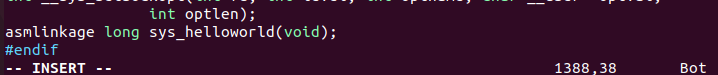 int optlen);
asmlinkage long sys_helloworld(void);
#endif
-- INSERT -- 1388,38 Bot